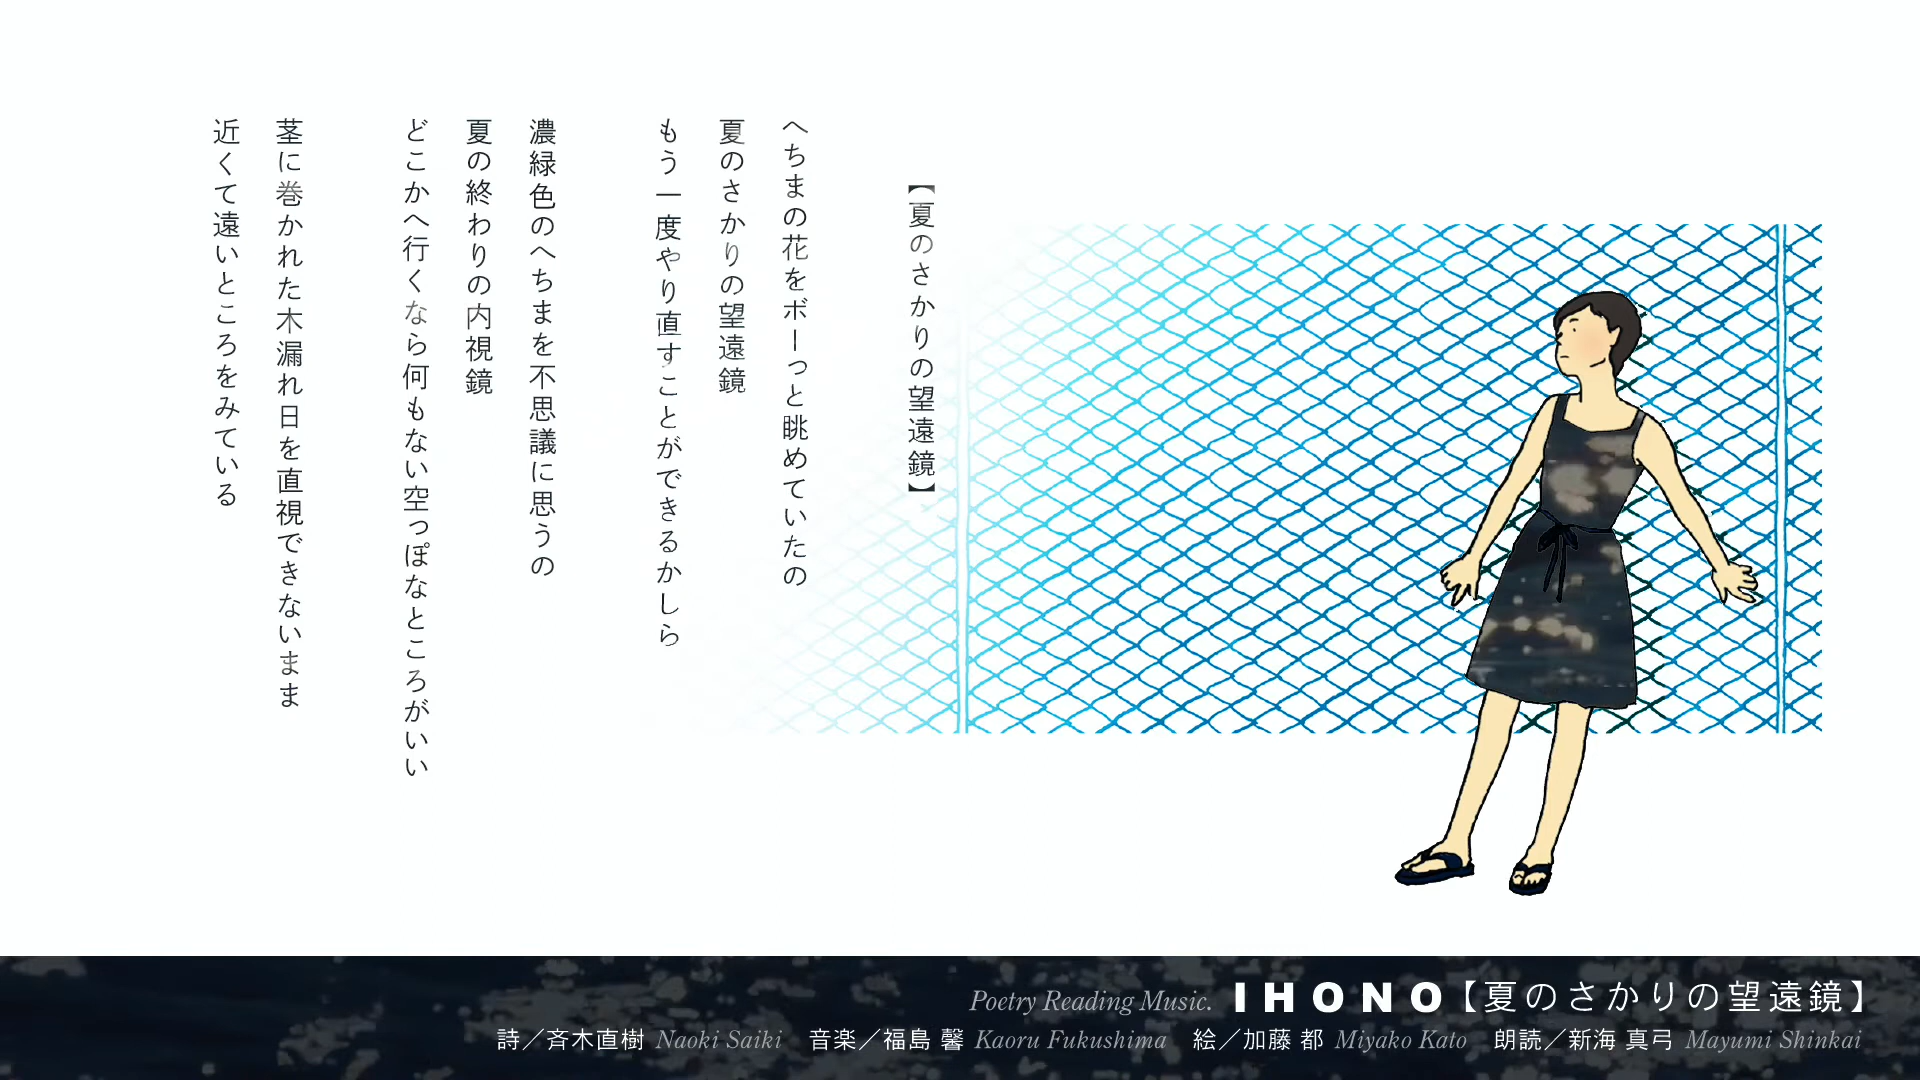 【夏のさかりの望遠鏡】
へちまの花をボーっと眺めていたの
夏のさかりの望遠鏡
もう一度やり直すことができるかしら
濃緑色のへちまを不思議に思うの
夏の終わりの内視鏡
どこかへ行くなら何もない空っぽなところがいい
茎に巻かれた木漏れ日を直視できないまま
近くて遠いところをみている
Poetry Reading Music. IHONO【夏のさかりの望遠鏡】
詩／斉木直樹 Naoki Saiki 音楽／福島 馨 Kaoru Fukushima 絵／加藤 都 Miyako Kato 朗読／新海 真弓 Mayumi Shinkai